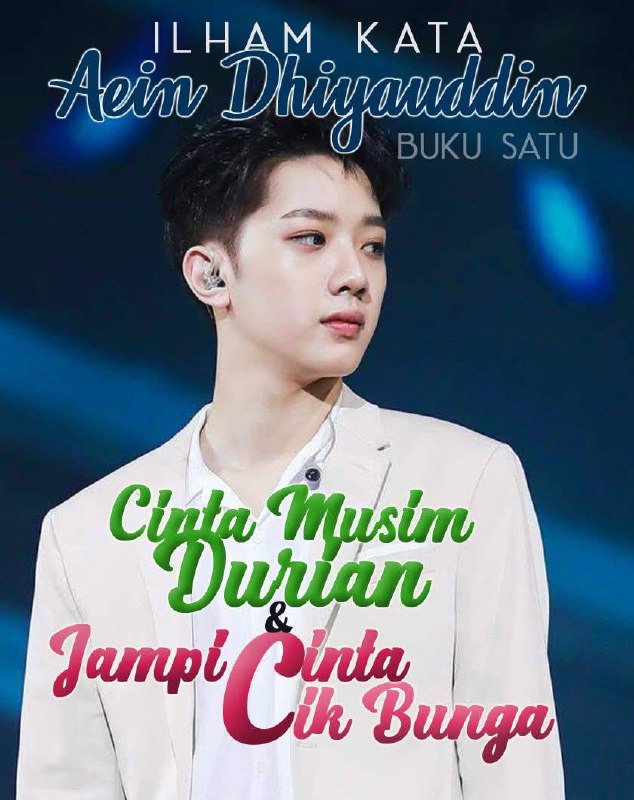 ILHAM KATA
Aein Dhiyauddin
BUKU SATU
Cinta Musim
Durian
&
Jampi Cinta
Cik Bunga